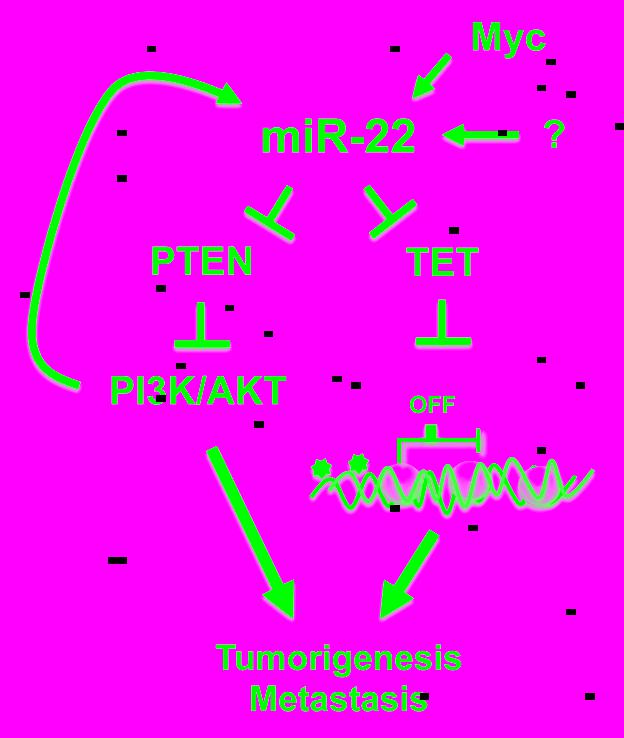 Myc
miR-22
?
PTEN
TET
PI3K/AKT
OFF
Tumorigenesis
Metastasis